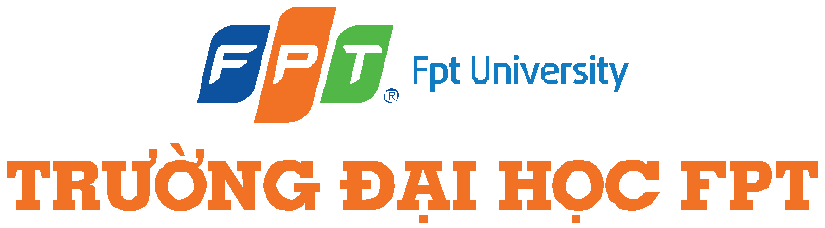 FPT® Fpt University
TRƯỜNG ĐẠI HỌC FPT